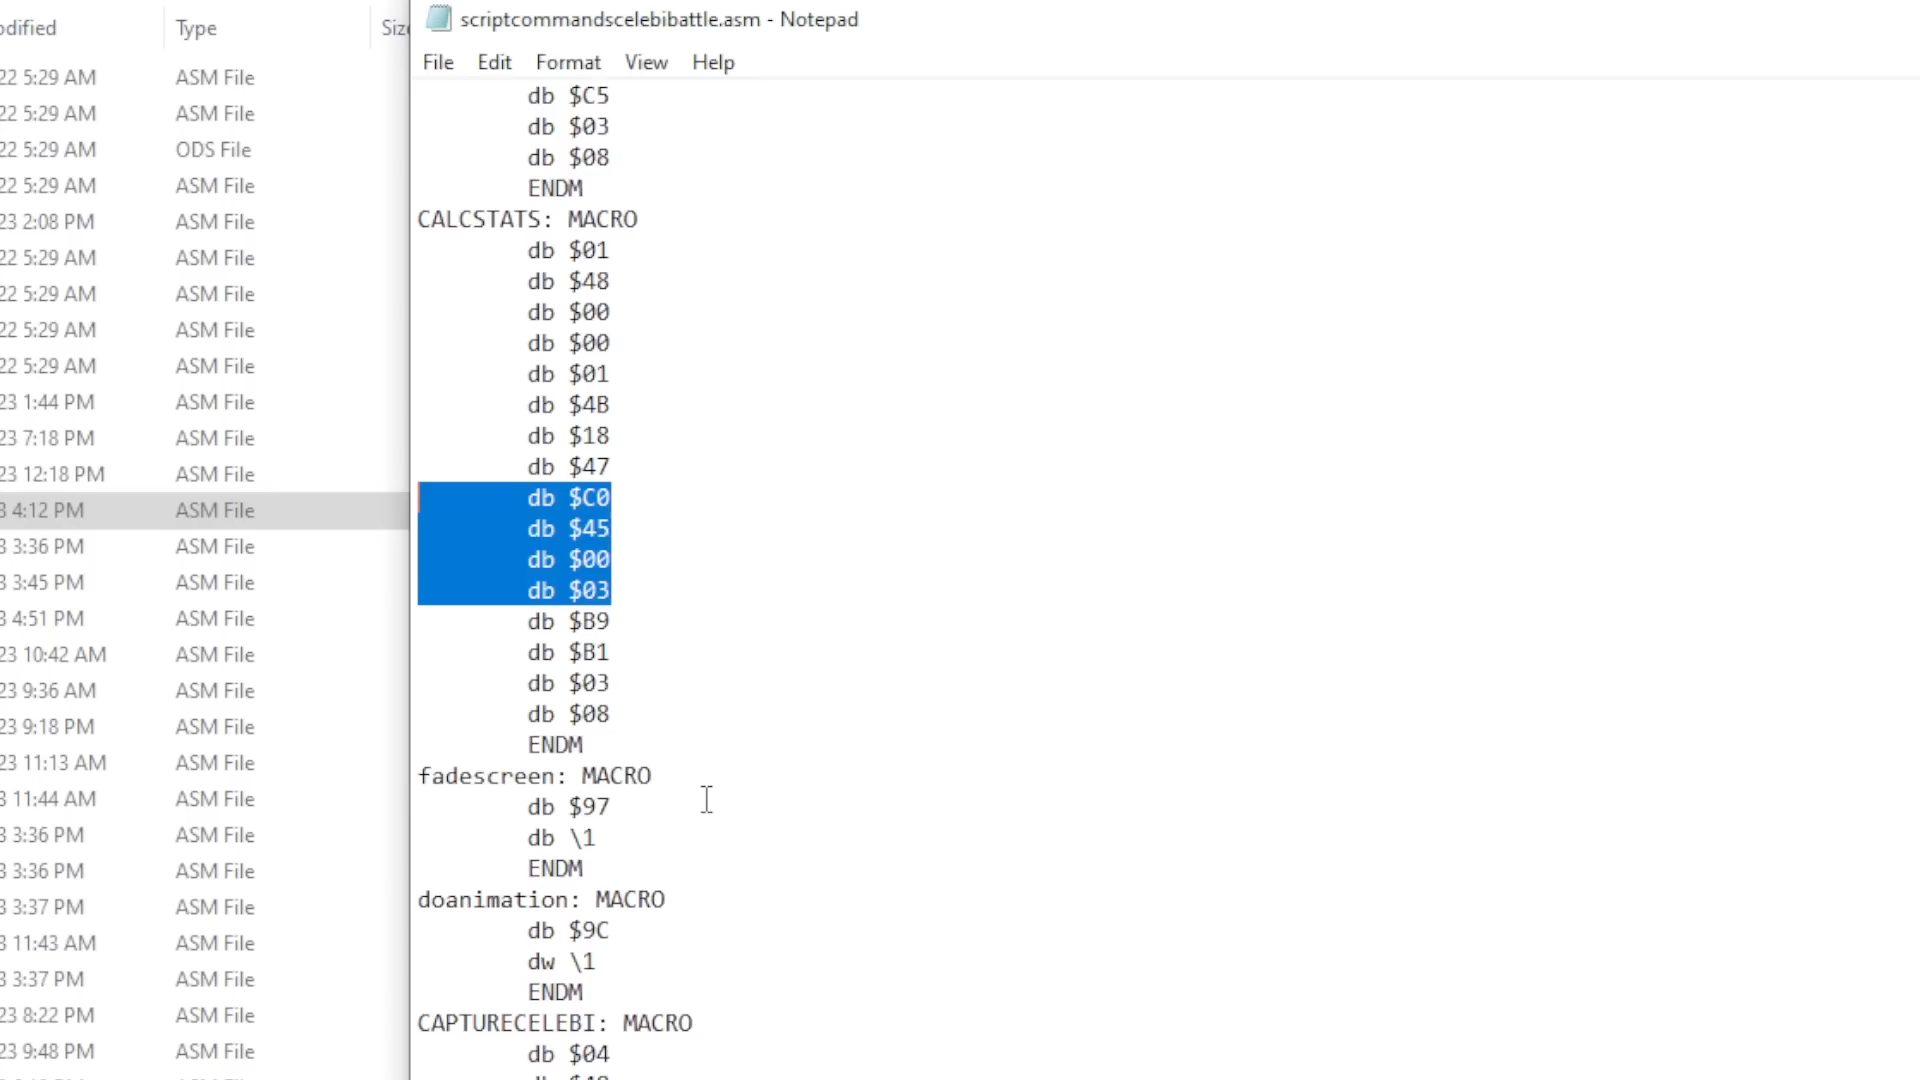 odified Type Size
22 5:29 AM ASM File
22 5:29 AM ASM File
22 5:29 AM ODS File
22 5:29 AM ASM File
23 2:08 PM ASM File
22 5:29 AM ASM File
22 5:29 AM ASM File
22 5:29 AM ASM File
22 5:29 AM ASM File
23 1:44 PM ASM File
23 7:18 PM ASM File
23 12:18 PM ASM File
3 4:12 PM ASM File
3 3:36 PM ASM File
3 3:45 PM ASM File
3 4:51 PM ASM File
23 10:42 AM ASM File
23 9:36 AM ASM File
23 9:18 PM ASM File
23 11:13 AM ASM File
3 11:44 AM ASM File
3 3:36 PM ASM File
3 3:36 PM ASM File
3 3:37 PM ASM File
3 11:43 AM ASM File
3 3:37 PM ASM File
23 8:22 PM ASM File
23 9:48 PM ASM File
scriptcommandscelebibattle.asm - Notepad
File Edit Format View Help
db $C5
db $03
db $08
ENDM
CALCSTATS: MACRO
db $01
db $48
db $00
db $00
db $01
db $4B
db $18
db $47
db $C0
db $45
db $00
db $03
db $B9
db $B1
db $03
db $08
ENDM
fadescreen: MACRO
db $97
db \1
ENDM
doanimation: MACRO
db $9C
dw \1
ENDM
CAPTURECELEBI: MACRO
db $04